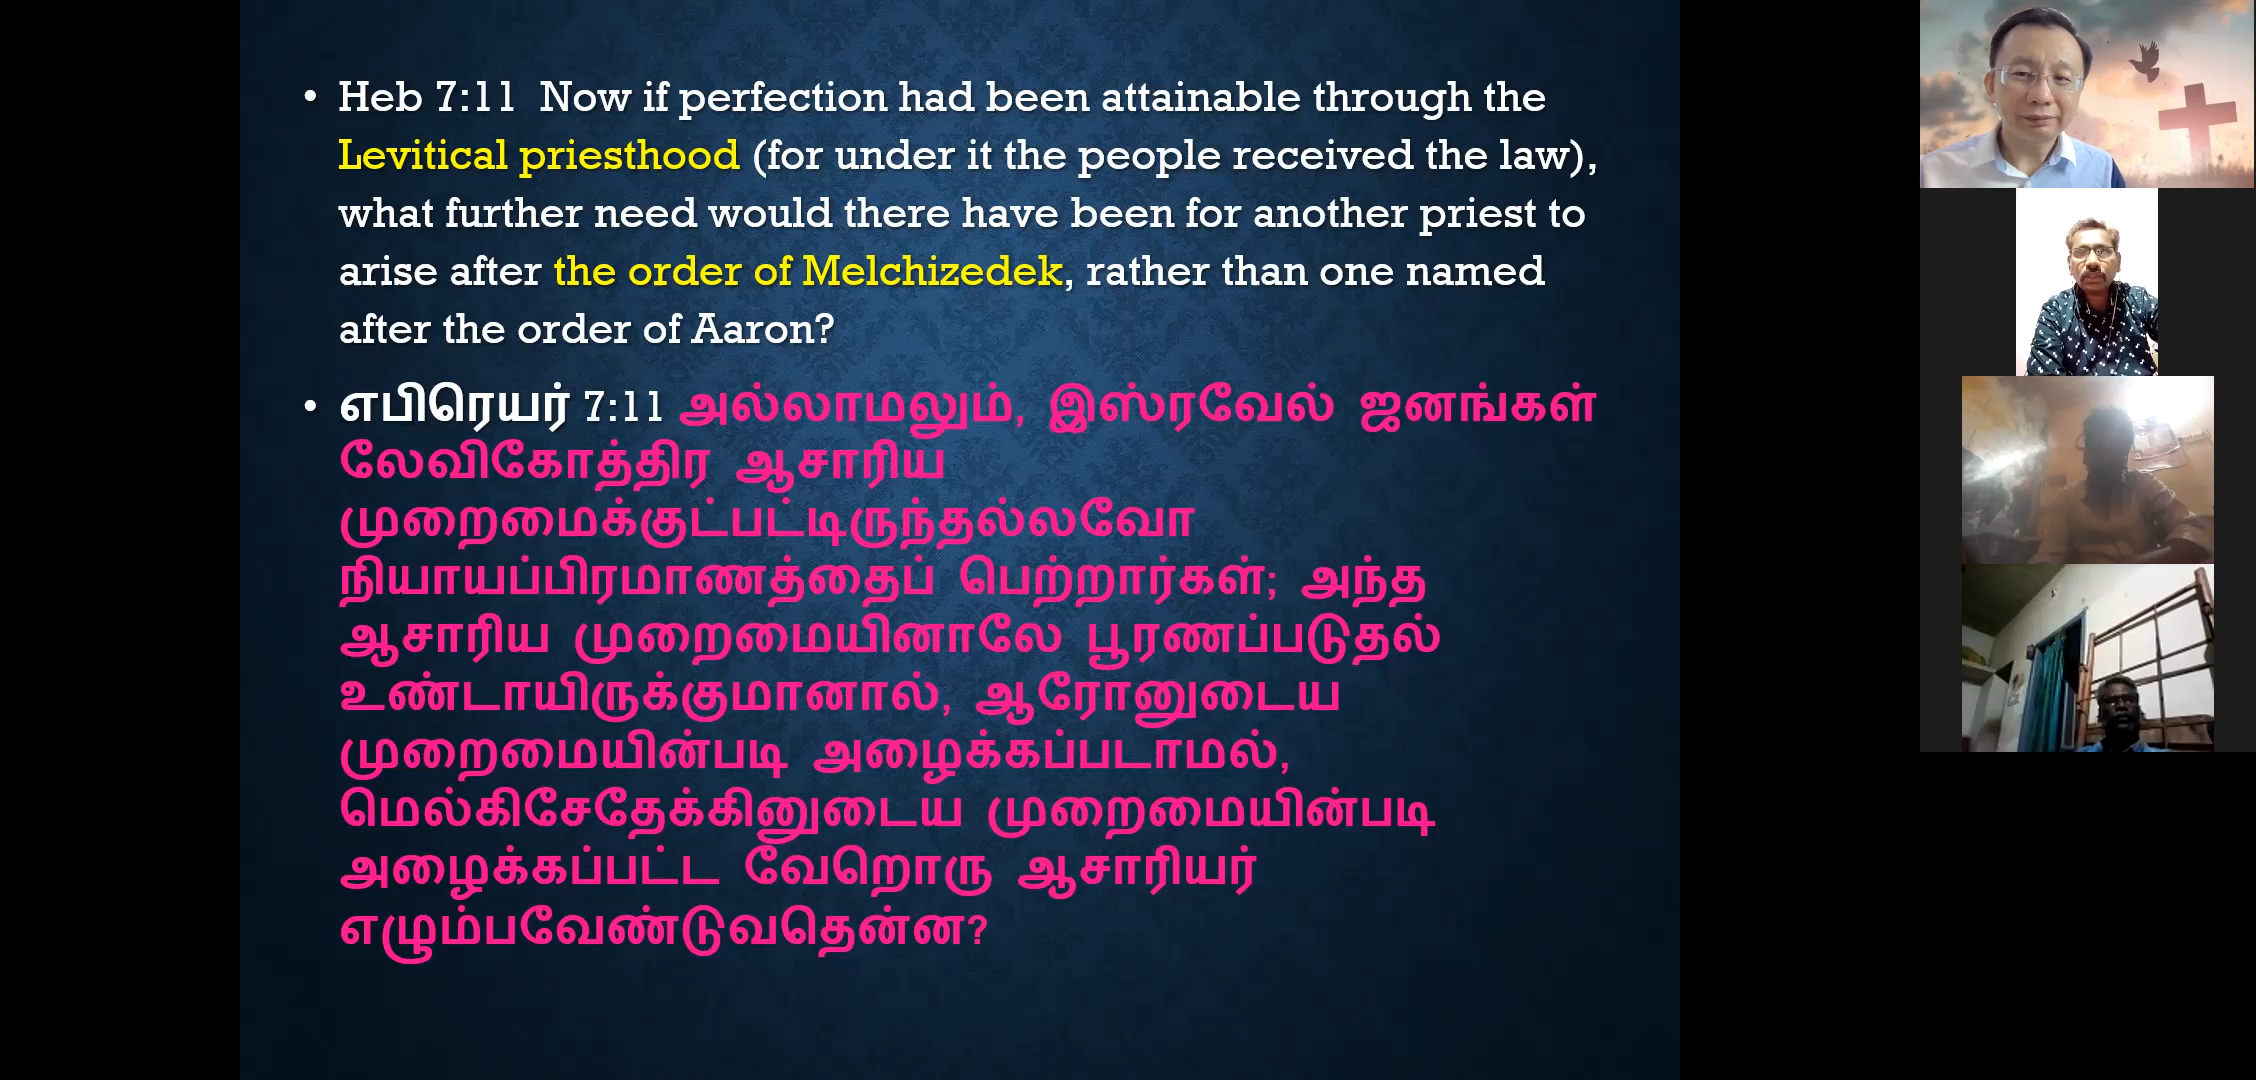 • Heb 7:11  Now if perfection had been attainable through the
Levitical priesthood (for under it the people received the law),
what further need would there have been for another priest to
arise after the order of Melchizedek, rather than one named
after the order of Aaron?
• எபிரெயர் 7:11 அல்லாமலும், இஸ்ரவேல் ஜனங்கள்
லேவிகோத்திர ஆசாரிய
முறைமைக்குட்பட்டிருந்தல்லவோ
நியாயப்பிரமாணத்தைப் பெற்றார்கள்; அந்த
ஆசாரிய முறைமையினாலே பூரணப்படுதல்
உண்டாயிருக்குமானால், ஆரோனுடைய
முறைமையின்படி அழைக்கப்படாமல்,
மெல்கிசேதேக்கினுடைய முறைமையின்படி
அழைக்கப்பட்ட வேறொரு ஆசாரியர்
எழும்பவேண்டுவதென்ன?